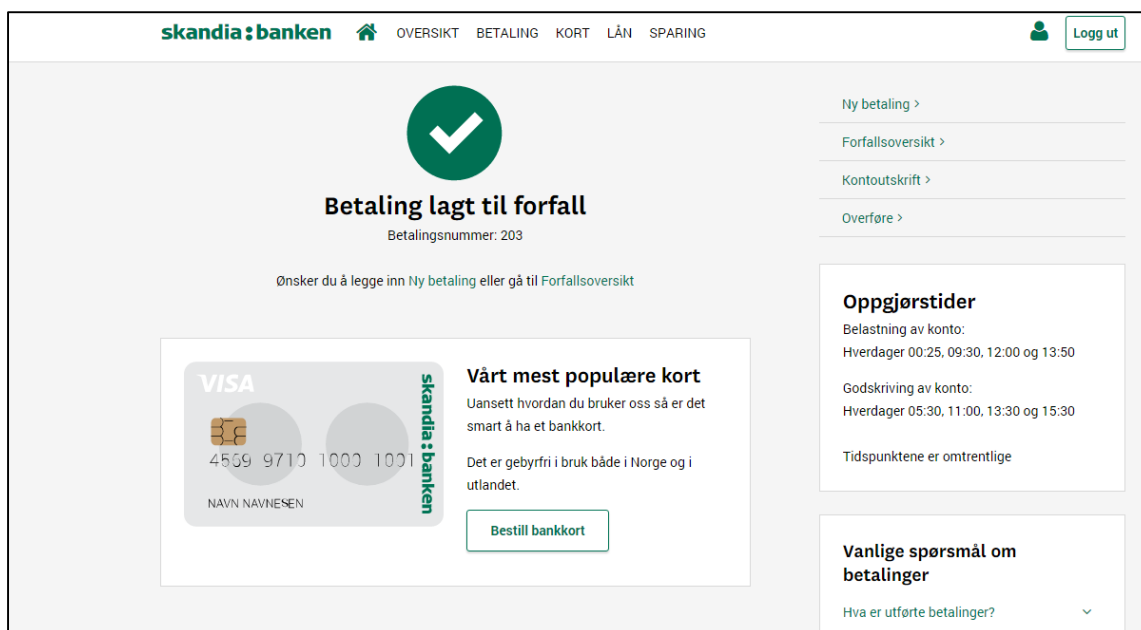 skandia:banken OVERSIKT BETALING KORT LÅN SPARING Logg ut
Betaling lagt til forfall
Betalingsnummer: 203
Ønsker du å legge inn Ny betaling eller gå til Forfallsoversikt
VISA
skandia:banken
4569 9710 1000 1001
NAVN NAVNESEN
Vårt mest populære kort
Uansett hvordan du bruker oss så er det
smart å ha et bankkort.
Det er gebyrfri i bruk både i Norge og i
utlandet.
Bestill bankkort
Ny betaling >
Forfallsoversikt >
Kontoutskrift >
Overføre >
Oppgjørstider
Belastning av konto:
Hverdager 00:25, 09:30, 12:00 og 13:50
Godskriving av konto:
Hverdager 05:30, 11:00, 13:30 og 15:30
Tidspunktene er omtrentlige
Vanlige spørsmål om
betalinger
Hva er utførte betalinger?